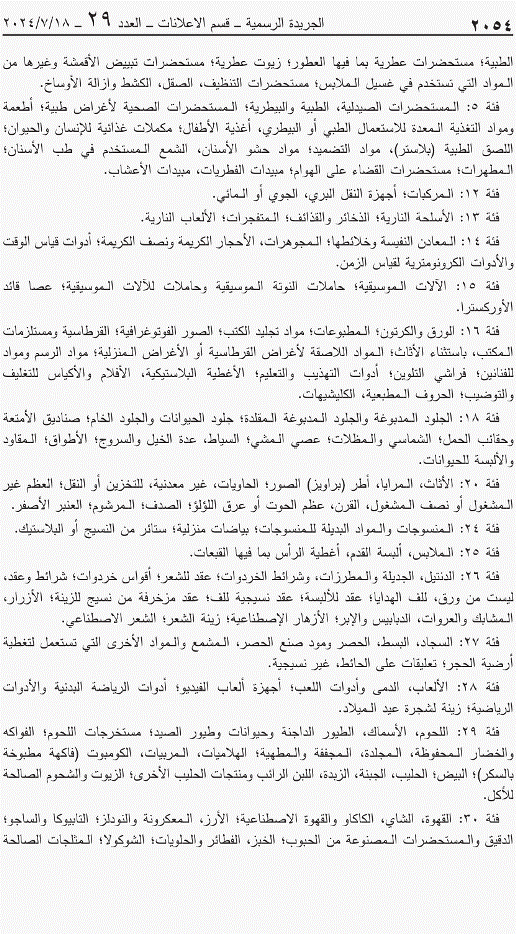 ٢٠٥٤ الجريدة الرسمية ـ قسم الاعلانات ـ العدد ٢٩ ـ ٢٠٢٤/٧/١٨
الطبية؛ مستحضرات عطرية بما فيها العطور؛ زيوت عطرية؛ مستحضرات تبييض الأقمشة وغيرها من
المواد التي تستخدم في غسيل الملابس؛ مستحضرات التنظيف، الصقل، الكشط وازالة الأوساخ.
فئة ٥: المستحضرات الصيدلية، الطبية والبيطرية؛ المستحضرات الصحية لأغراض طبية؛ أطعمة
ومواد التغذية المعدة للاستعمال الطبي أو البيطري، أغذية الأطفال؛ مكملات غذائية للإنسان والحيوان؛
اللصق الطبية (بلاستر)، مواد التضميد؛ مواد حشو الأسنان، الشمع المستخدم في طب الأسنان؛
المطهرات؛ مستحضرات القضاء على الهوام؛ مبيدات الفطريات، مبيدات الأعشاب.
فئة ١٢: المركبات؛ أجهزة النقل البري، الجوي أو المائي.
فئة ١٣: الأسلحة النارية؛ الذخائر والقذائف؛ المتفجرات؛ الألعاب النارية.
فئة ١٤: المعادن النفيسة وخلائطها؛ المجوهرات، الأحجار الكريمة ونصف الكريمة؛ أدوات قياس الوقت
والأدوات الكرونومترية لقياس الزمن.
فئة ١٥: الآلات الموسيقية؛ حاملات النوتة الموسيقية وحاملات للآلات الموسيقية؛ عصا قائد
الأوركسترا.
فئة ١٦: الورق والكرتون؛ المطبوعات؛ مواد تجليد الكتب؛ الصور الفوتوغرافية؛ القرطاسية ومستلزمات
المكتب، باستثناء الأثاث؛ المواد اللاصقة لأغراض القرطاسية أو الأغراض المنزلية؛ مواد الرسم ومواد
للفنانين؛ فراشي التلوين؛ أدوات التهذيب والتعليم؛ الأغطية البلاستيكية، الأفلام والأكياس للتغليف
والتوضيب؛ الحروف المطبعية، الكليشيهات.
فئة ١٨: الجلود المدبوغة والجلود المدبوغة المقلدة؛ جلود الحيوانات والجلود الخام؛ صناديق الأمتعة
وحقائب الحمل؛ الشماسي والمظلات؛ عصي المشي؛ السياط، عدة الخيل والسروج؛ الأطواق؛ المقاود
والألبسة للحيوانات.
فئة ٢٠: الأثاث، المرايا، أطر (براويز) الصور؛ الحاويات، غير معدنية، للتخزين أو النقل؛ العظم غير
المشغول أو نصف المشغول، القرن، عظم الحوت أو عرق اللؤلؤ؛ الصدف؛ المرشوم؛ العنبر الأصفر.
فئة ٢٤: المنسوجات والمواد البديلة للمنسوجات؛ بياضات منزلية؛ ستائر من النسيج أو البلاستيك.
فئة ٢٥: الملابس، ألبسة القدم، أغطية الرأس بما فيها القبعات.
فئة ٢٦: الدنتيل، الجديلة والمطرزات، وشرائط الخردوات؛ عقد للشعر؛ أقواس خردوات؛ شرائط وعقد،
ليست من ورق، للف الهدايا؛ عقد للألبسة؛ عقد نسيجية للف؛ عقد مزخرفة من نسيج للزينة؛ الأزرار،
المشابك والعروات، الدبابيس والإبر؛ الأزهار الإصطناعية؛ زينة الشعر؛ الشعر الاصطناعي.
فئة ٢٧: السجاد، البسط، الحصر ومود صنع الحصر، المشمع والمواد الأخرى التي تستعمل لتغطية
أرضية الحجر؛ تعليقات على الحائط، غير نسيجية.
فئة ٢٨: الألعاب، الدمى وأدوات اللعب؛ أجهزة ألعاب الفيديو؛ أدوات الرياضة البدنية والأدوات
الرياضية؛ زينة لشجرة عيد الميلاد.
فئة ٢٩: اللحوم، الأسماك، الطيور الداجنة وحيوانات وطيور الصيد؛ مستخرجات اللحوم؛ الفواكه
والخضار المحفوظة، المجلدة، المجففة والمطهية؛ الهلاميات، المربيات، الكومبوت (فاكهة مطبوخة
بالسكر)؛ البيض؛ الحليب، الجبنة، الزبدة، اللبن الرائب ومنتجات الحليب الأخرى؛ الزيوت والشحوم الصالحة
للأكل.
فئة ٣٠: القهوة، الشاي، الكاكاو والقهوة الاصطناعية؛ الأرز، المعكرونة والنودلز؛ التابيوكا والساجو؛
الدقيق والمستحضرات المصنوعة من الحبوب؛ الخبز، الفطائر والحلويات؛ الشوكولا؛ المثلجات الصالحة